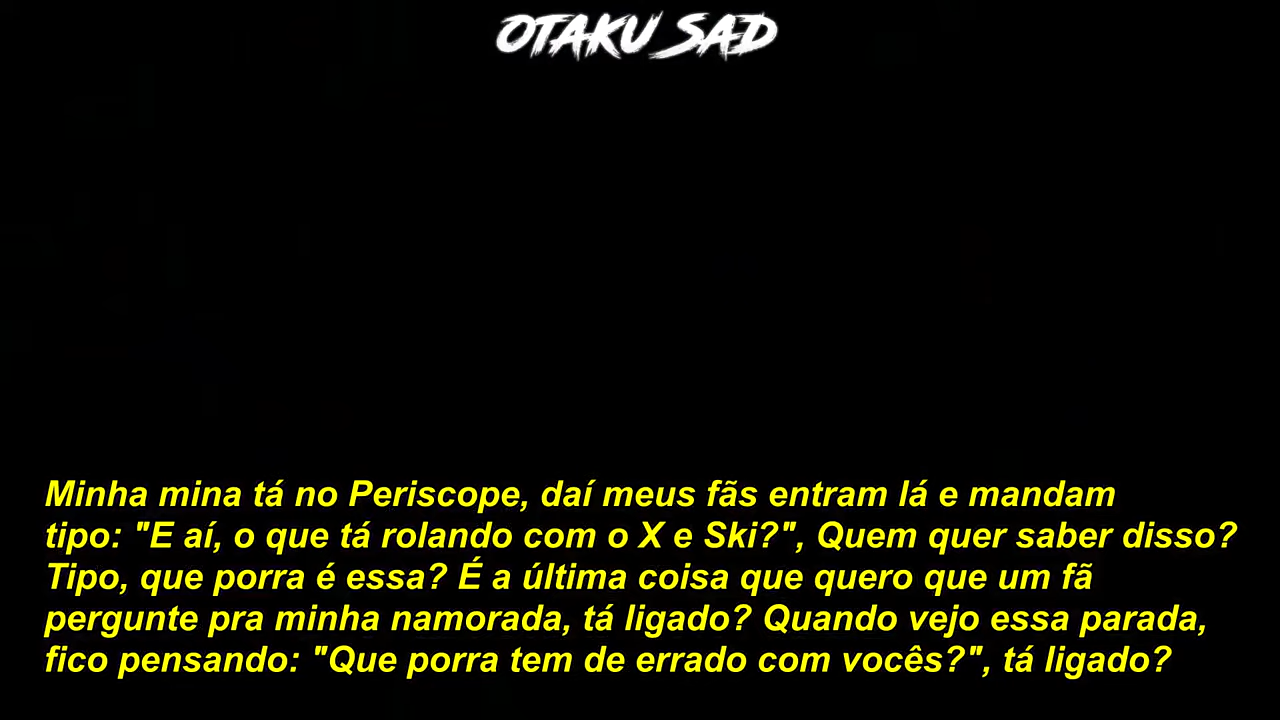 OTAKU SAD
Minha mina tá no Periscope, daí meus fãs entram lá e mandam
tipo: "E aí, o que tá rolando com o X e Ski?", Quem quer saber disso?
Tipo, que porra é essa? É a última coisa que quero que um fã
pergunte pra minha namorada, tá ligado? Quando vejo essa parada,
fico pensando: "Que porra tem de errado com vocês?", tá ligado?